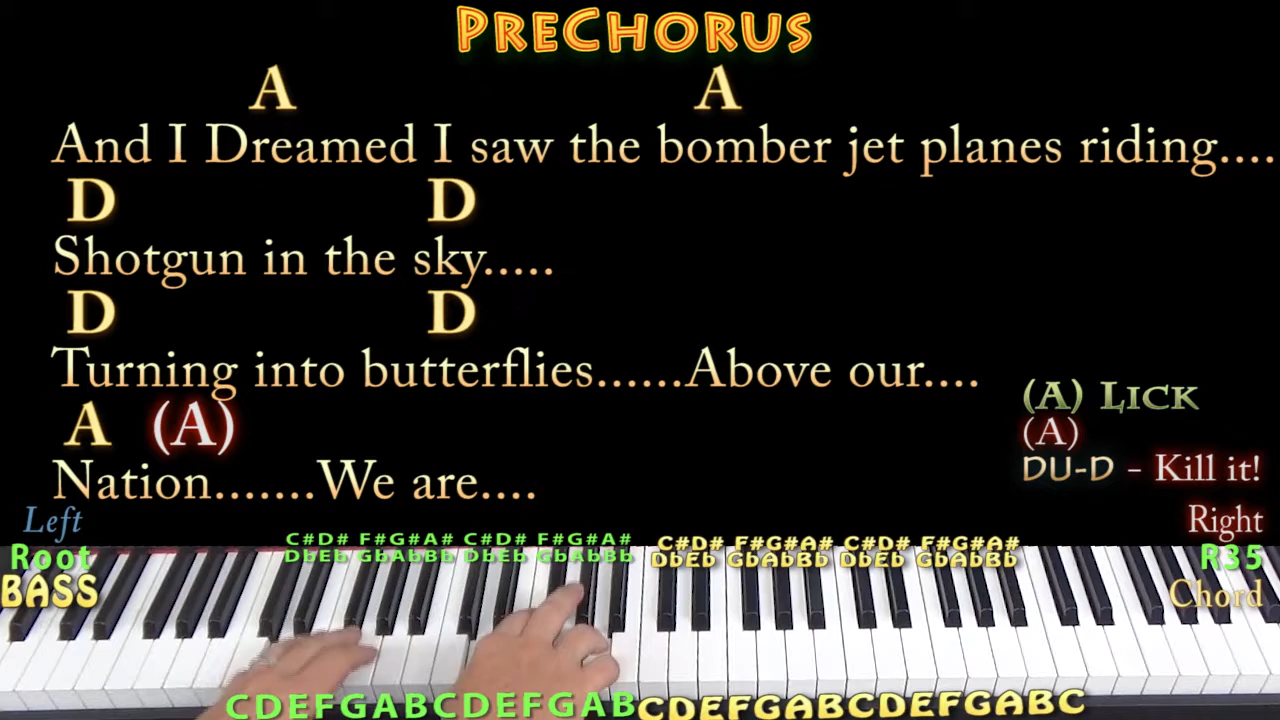 PreChorus
A A
And I Dreamed I saw the bomber jet planes riding....
D D
Shotgun in the sky.....
D D
Turning into butterflies......Above our....
A (A)
Nation.......We are....
(A) Lick
(A)
DU-D - Kill it!
Left
Root
BASS
Right
R35
Chord
C#D# F#G#A# C#D# F#G#A# C#D# F#G#A# C#D# F#G#A#
DbEb GbAbBb DbEb GbAbBb DbEb GbAbBb DbEb GbAbBb
CDEFGABCDEFGABCDEFGABCDEFGABC